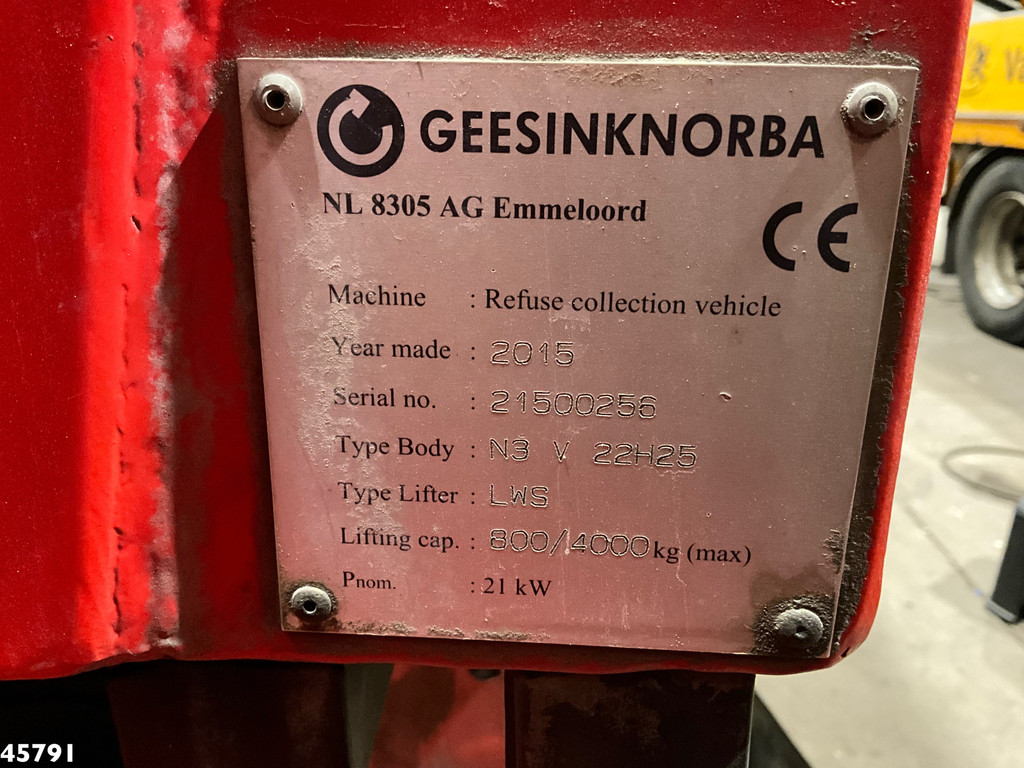 GEESINKNORBA
NL 8305 AG Emmeloord
CE
Machine : Refuse collection vehicle
Year made : 2015
Serial no. : 21500256
Type Body : N3 V 22H25
Type Lifter : LWS
Lifting cap. : 800/4000 kg (max)
Pnom. : 21 kW
45791